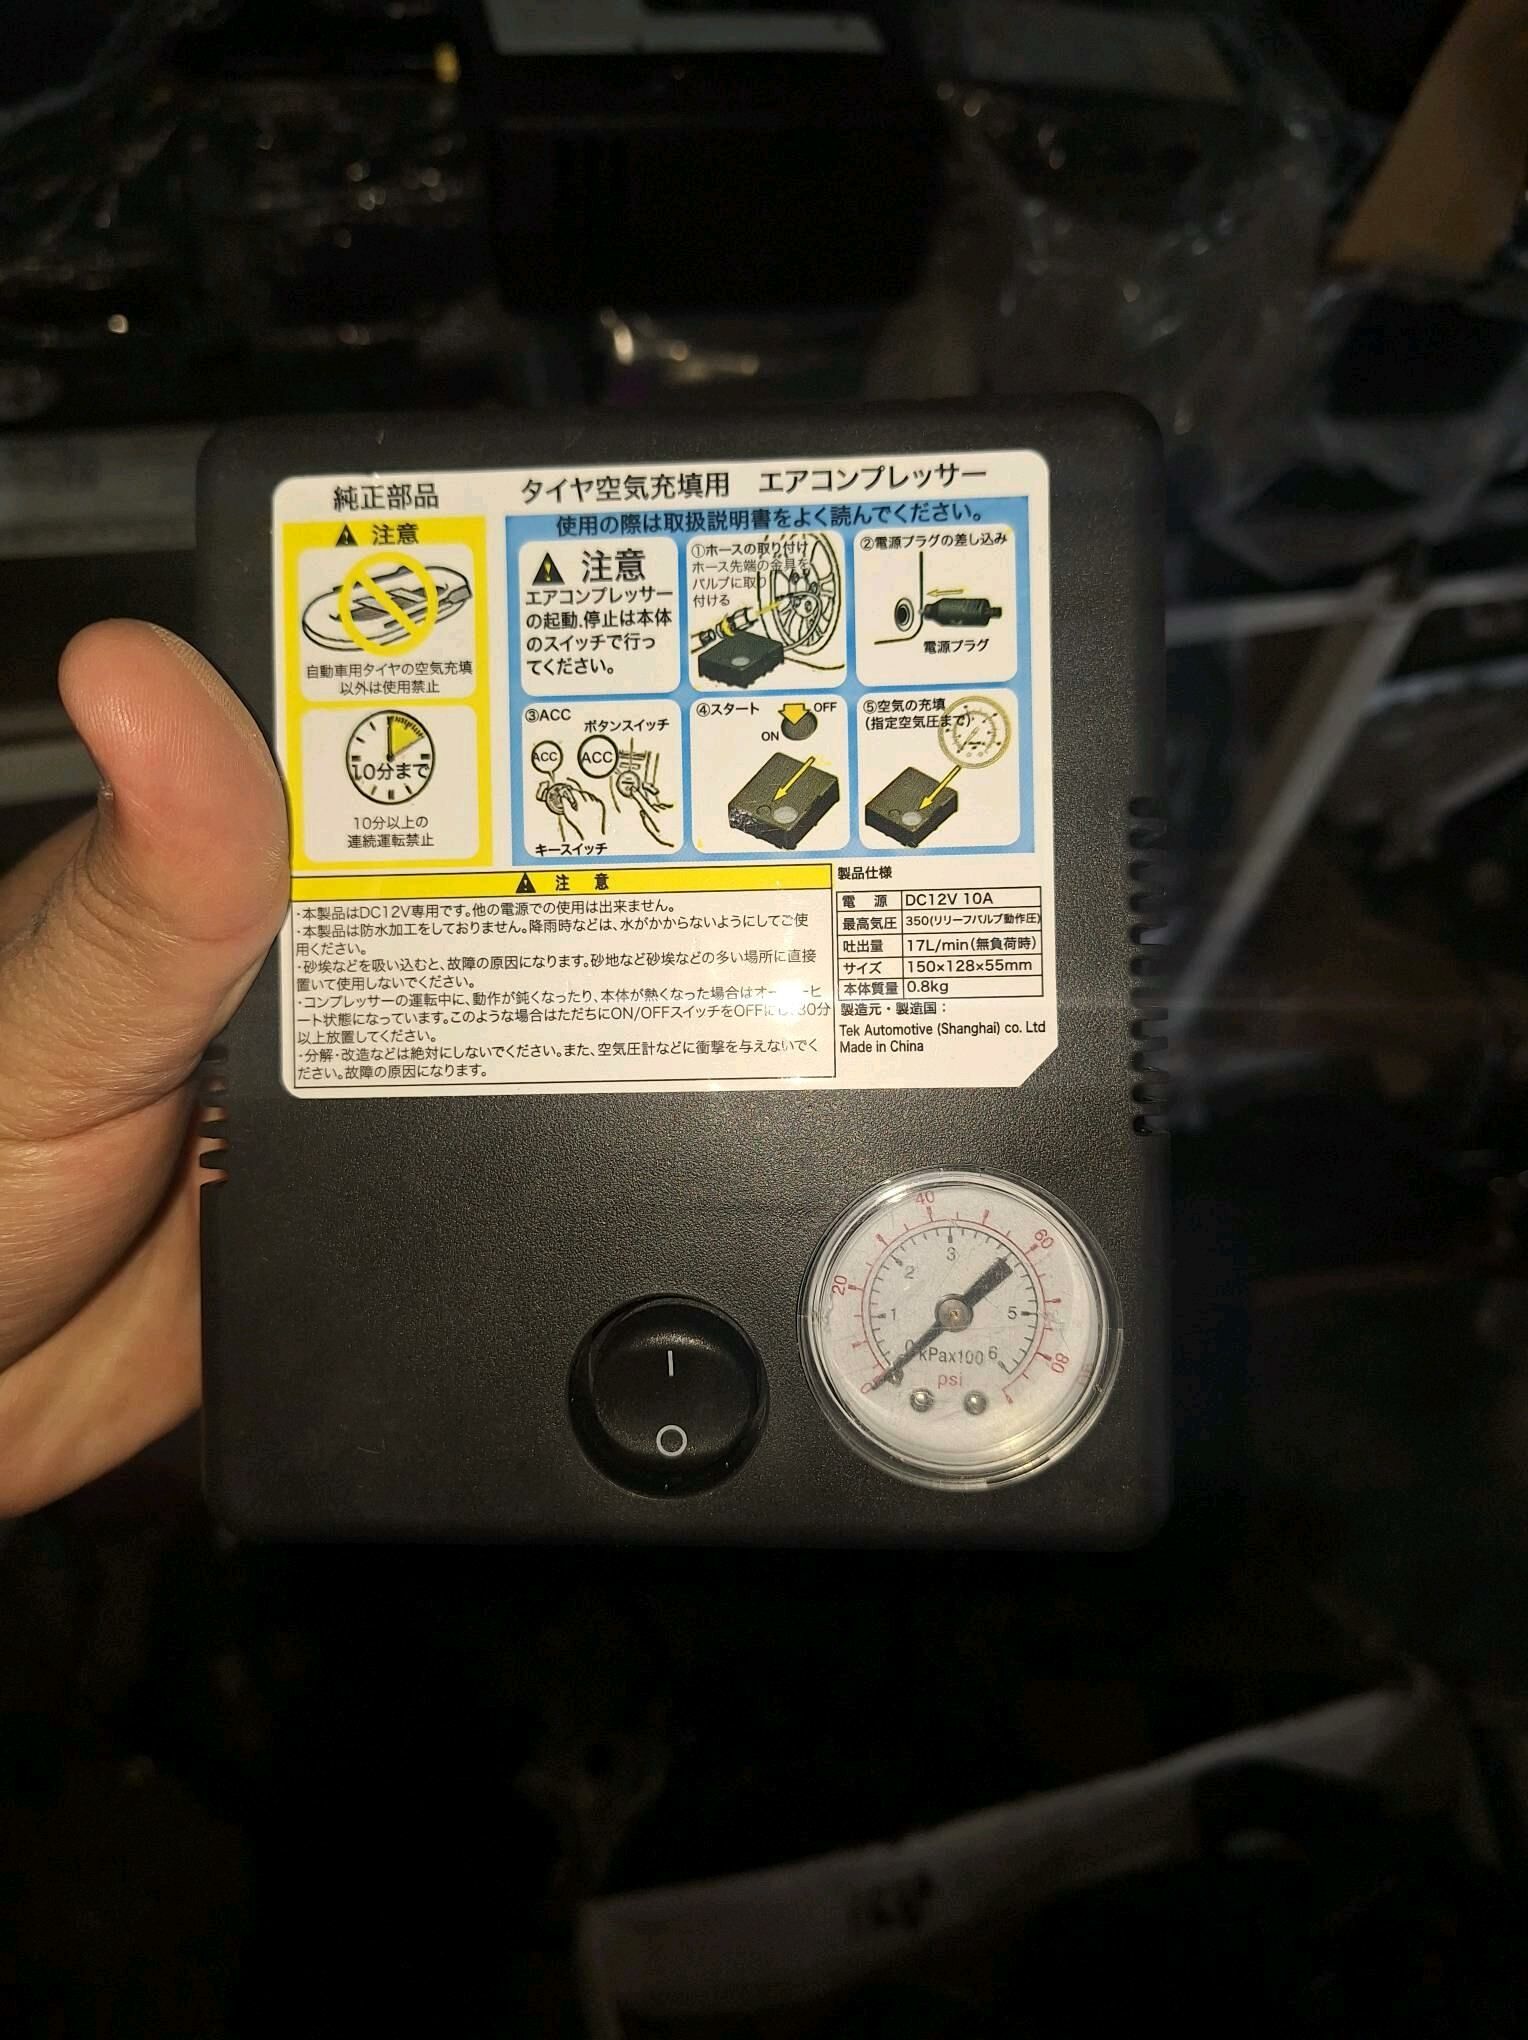 純正部品
タイヤ空気充填用 エアコンプレッサー
注意
自動車用タイヤの空気充填
以外は使用禁止
10分まで
10分以上の
連続運転禁止
使用の際は取扱説明書をよく読んでください。
注意
エアコンプレッサー
の起動.停止は本体
のスイッチで行っ
てください。
①ホースの取り付け
ホース先端の金具を
バルブに取り
付ける
②電源プラグの差し込み
電源プラグ
③ACC
ボタンスイッチ
ACC
ACC
キースイッチ
④スタート
OFF
ON
⑤空気の充填
(指定空気圧まで)
注 意
・本製品はDC12V専用です。他の電源での使用は出来ません。
・本製品は防水加工をしておりません。降雨時などは、水がかからないようにしてご使
用ください。
・砂埃などを吸い込むと、故障の原因になります。砂地など砂埃などの多い場所に直接
置いて使用しないでください。
・コンプレッサーの運転中に、動作が鈍くなったり、本体が熱くなった場合はオーバーヒ
ート状態になっています。このような場合はただちにON/OFFスイッチをOFFにし、30分
以上放置してください。
・分解・改造などは絶対にしないでください。また、空気圧計などに衝撃を与えないでく
ださい。故障の原因になります。
製品仕様
電 源 DC12V 10A
最高気圧 350(リリーフバルブ動作圧)
吐出量 17L/min(無負荷時)
サイズ 150×128×55mm
本体質量 0.8kg
製造元・製造国：
Tek Automotive (Shanghai) co. Ltd
Made in China
40
60
3
20
2
1
5
0
kPax100
6
80
0
psi